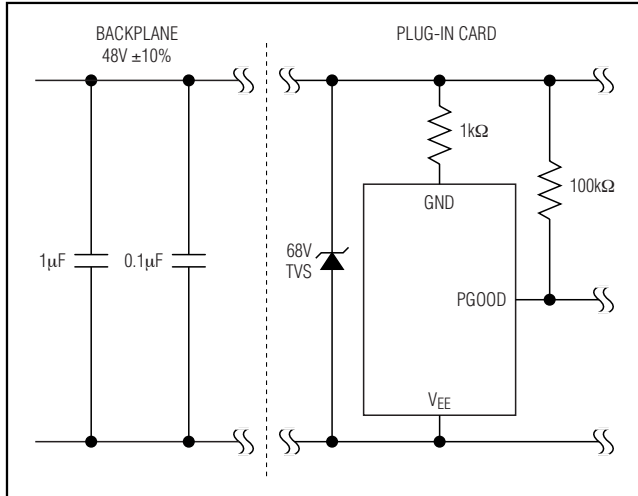 BACKPLANE
48V ±10%
PLUG-IN CARD
1kΩ
GND
100kΩ
1μF
0.1μF
68V
TVS
PGOOD
VEE